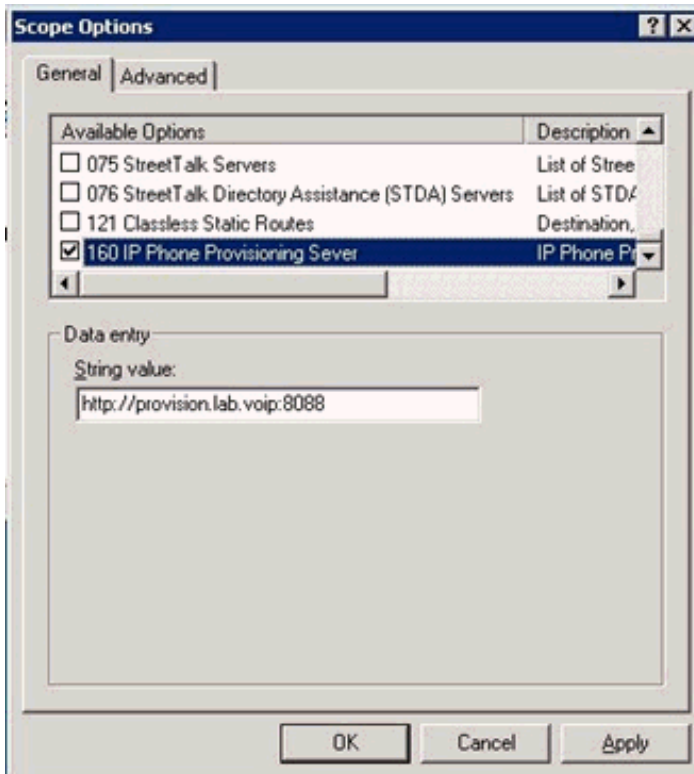 Scope Options
General Advanced
Available Options Description
075 StreetTalk Servers List of Stree
076 StreetTalk Directory Assistance (STDA) Servers List of STDA
121 Classless Static Routes Destination,
160 IP Phone Provisioning Sever IP Phone Pr
Data entry
String value:
http://provision.lab.voip:8088
OK Cancel Apply